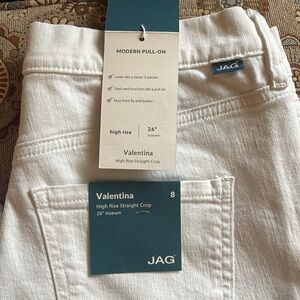 MODERN PULL-ON
✓ Looks like a classic 5 pocket
✓ Feels and functions like a pull-on
✓ Faux front fly and button
high rise
26"
inseam
Valentina
High Rise Straight Crop
JAG
Valentina
8
High Rise Straight Crop
26" inseam
JAG